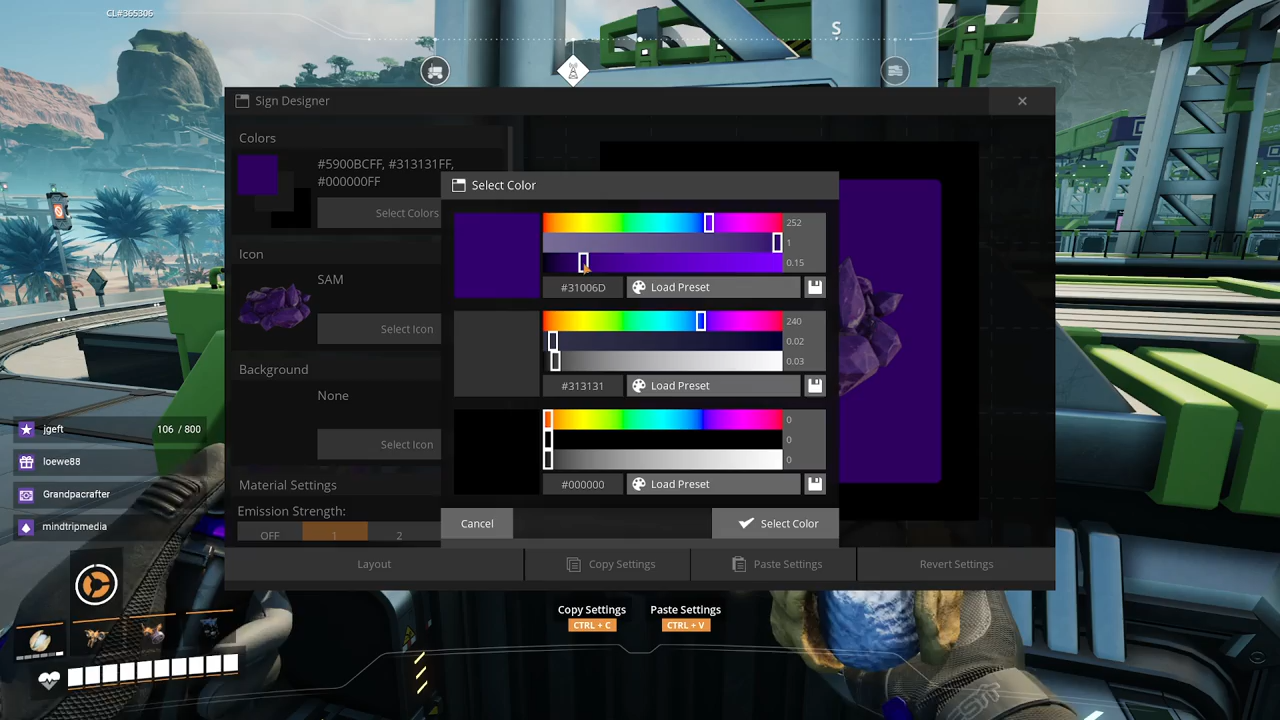 CL#365306
S
Sign Designer
Colors
#5900BCFF, #313131FF,
#000000FF
Select Colors
Icon
SAM
Select Icon
Background
None
Select Icon
Material Settings
Emission Strength:
OFF 1 2
Select Color
252
1
0.15
#31006D Load Preset
240
0.02
0.03
#313131 Load Preset
0
0
0
#000000 Load Preset
Cancel Select Color
Layout Copy Settings Paste Settings Revert Settings
Copy Settings Paste Settings
CTRL + C CTRL + V
jgeft 106 / 800
loewe88
Grandpacrafter
mindtripmedia